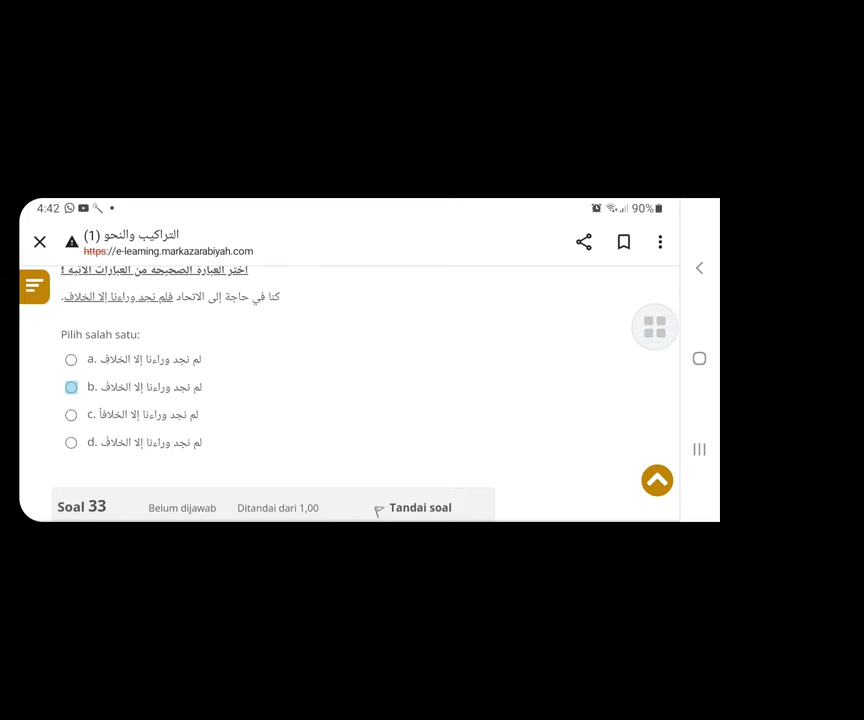 4:42
90%
التراكيب والنحو (1)
https://e-learning.markazarabiyah.com
اختر العبارة الصحيحة من العبارات الآتية !
كنا في حاجة إلى الاتحاد فلم نجد وراءنا إلا الخلاف.
Pilih salah satu:
a. لم نجد وراءنا إلا الخلافِ
b. لم نجد وراءنا إلا الخلافَ
c. لم نجد وراءنا إلا الخلافاً
d. لم نجد وراءنا إلا الخلافُ
Soal 33 Belum dijawab Ditandai dari 1,00 Tandai soal